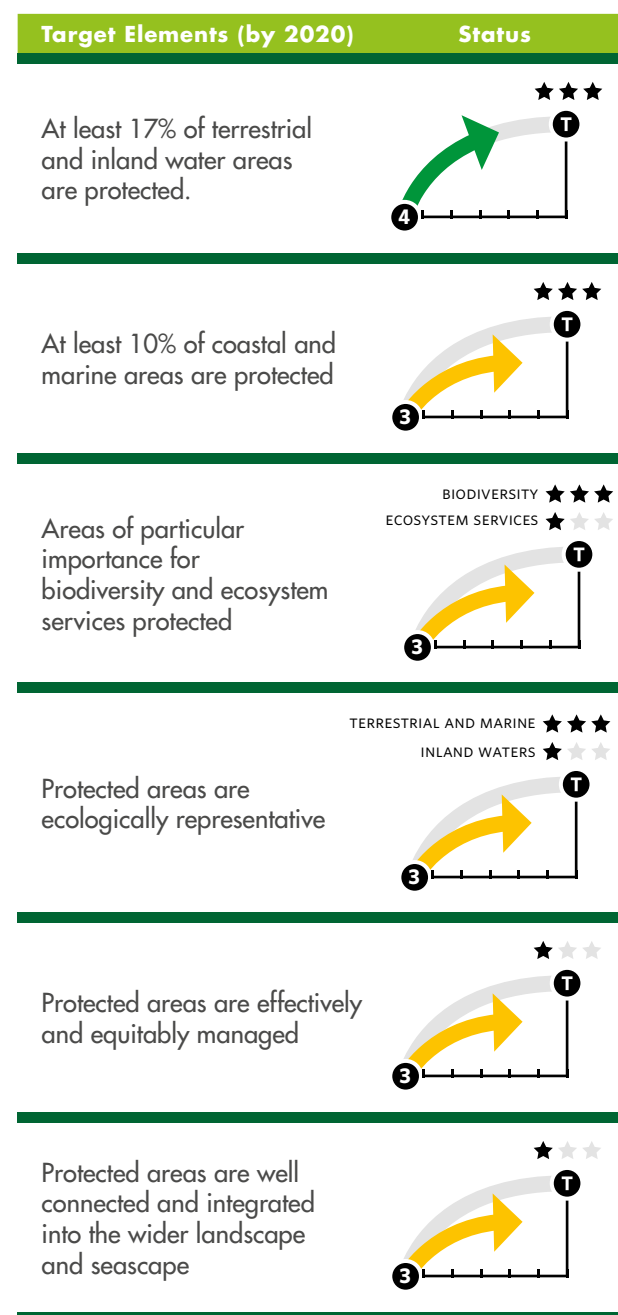 Target Elements (by 2020) Status
At least 17% of terrestrial
and inland water areas
are protected.
T
4
At least 10% of coastal and
marine areas are protected
T
3
BIODIVERSITY
ECOSYSTEM SERVICES
Areas of particular
importance for
biodiversity and ecosystem
services protected
T
3
TERRESTRIAL AND MARINE
INLAND WATERS
Protected areas are
ecologically representative
T
3
Protected areas are effectively
and equitably managed
T
3
Protected areas are well
connected and integrated
into the wider landscape
and seascape
T
3